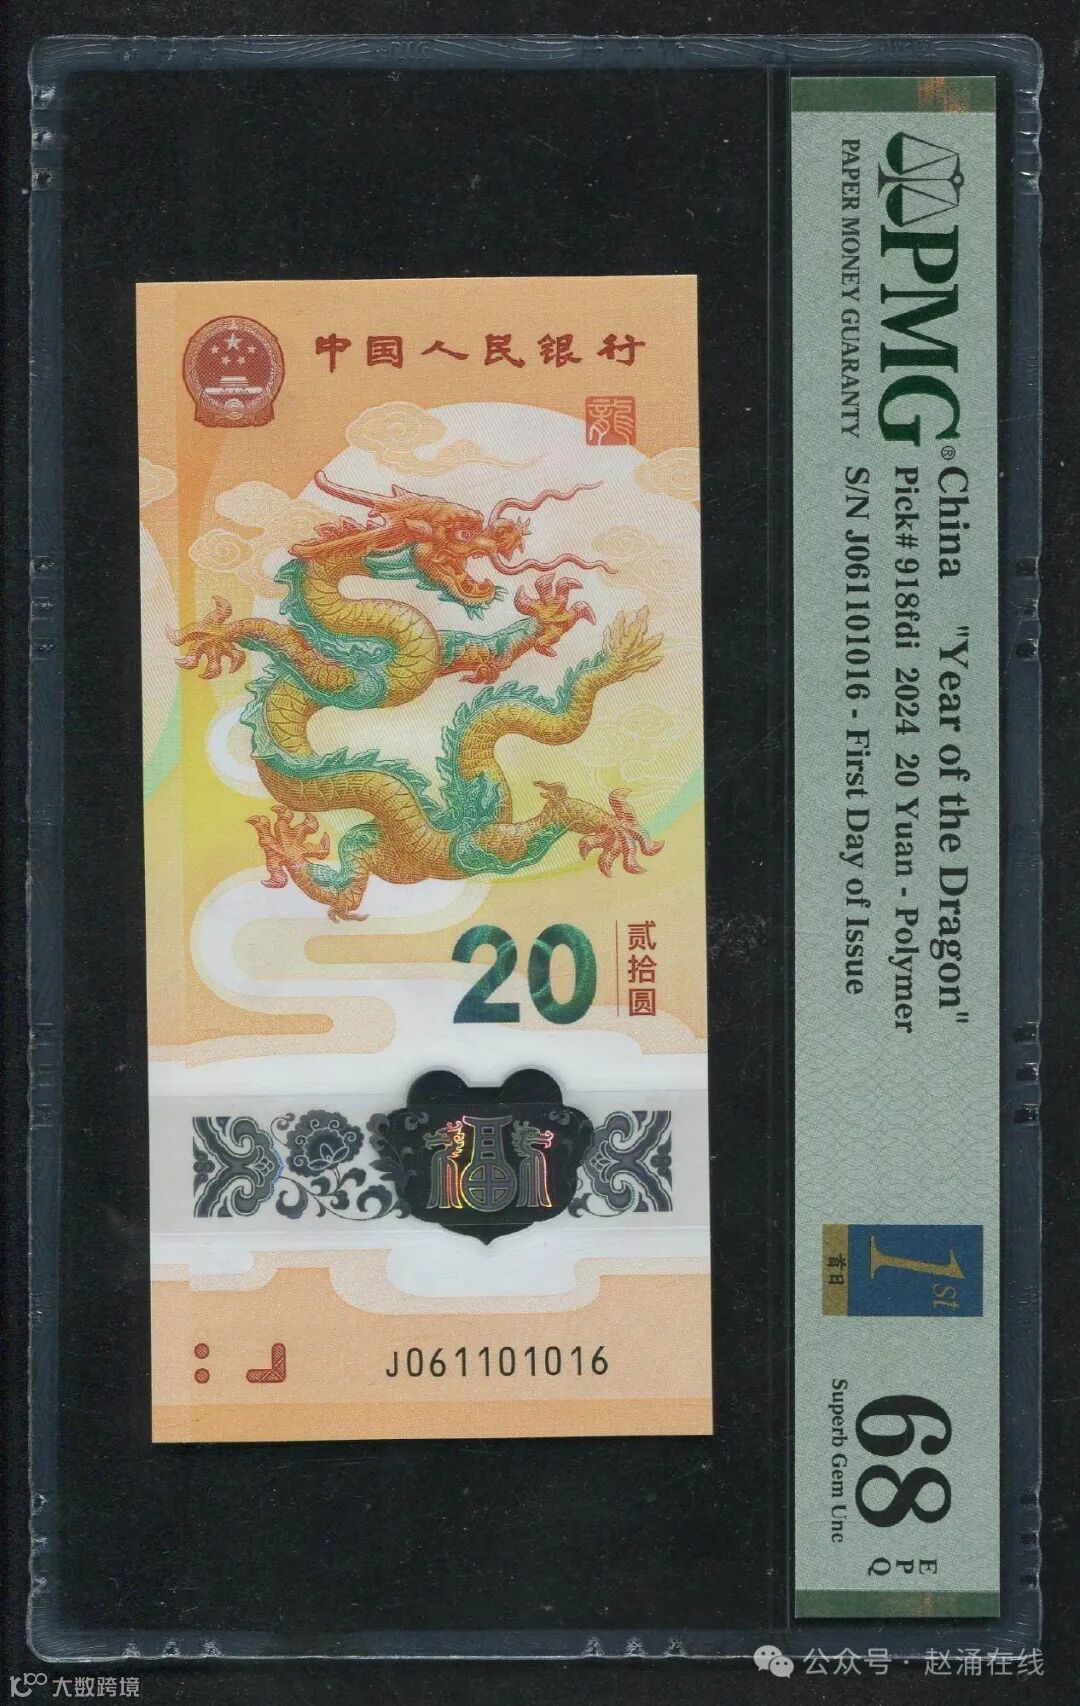 中国人民银行
龍
20
贰拾圆
福
J061101016
PMG®
PAPER MONEY GUARANTY
China "Year of the Dragon"
Pick# 918fdi 2024 20 Yuan - Polymer
S/N J061101016 - First Day of Issue
1st
首日
68
EPQ
Superb Gem Unc
公众号 · 赵涌在线
大数跨境